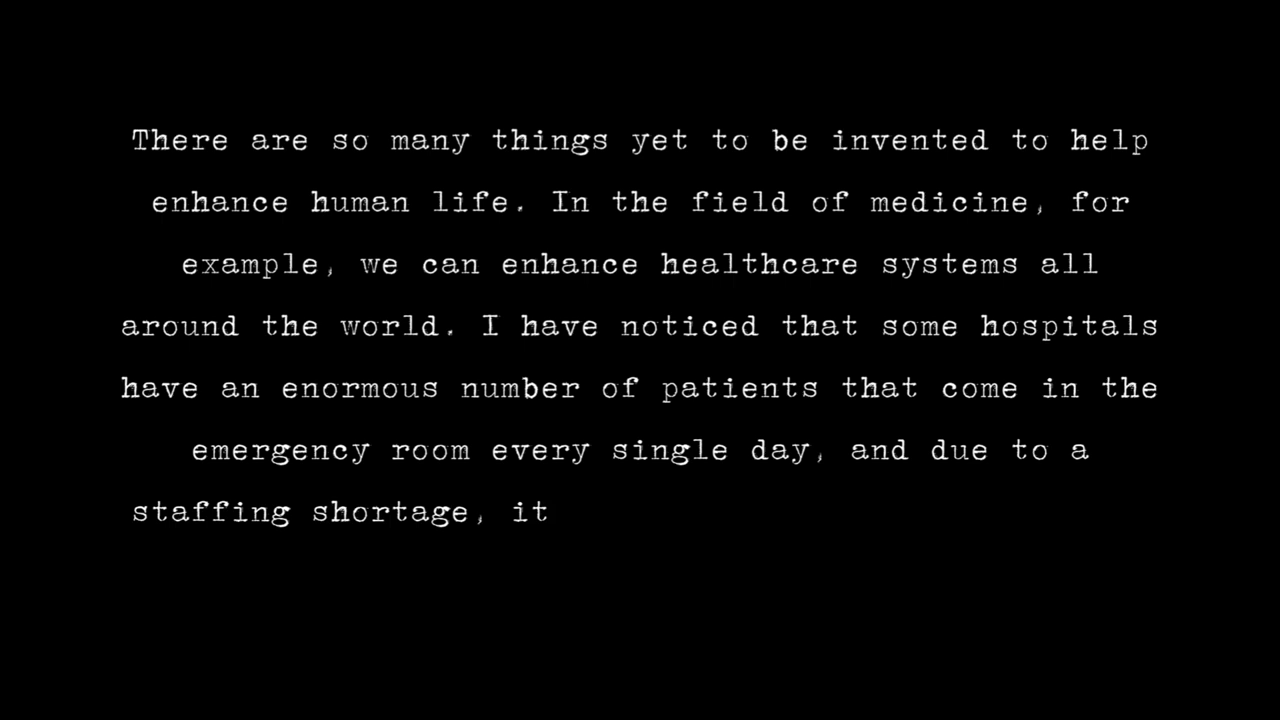 There are so many things yet to be invented to help
enhance human life. In the field of medicine, for
example, we can enhance healthcare systems all
around the world. I have noticed that some hospitals
have an enormous number of patients that come in the
emergency room every single day, and due to a
staffing shortage, it